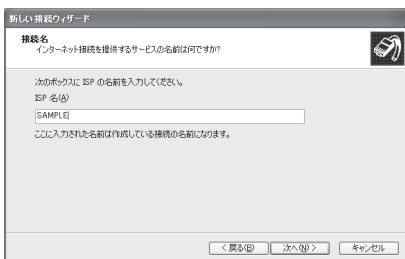 新しい接続ウィザード
接続名
インターネット接続を提供するサービスの名前は何ですか?
次のボックスに ISP の名前を入力してください。
ISP 名(A)
SAMPLE
ここに入力された名前は作成している接続の名前になります。
< 戻る(B)
次へ(N) >
キャンセル